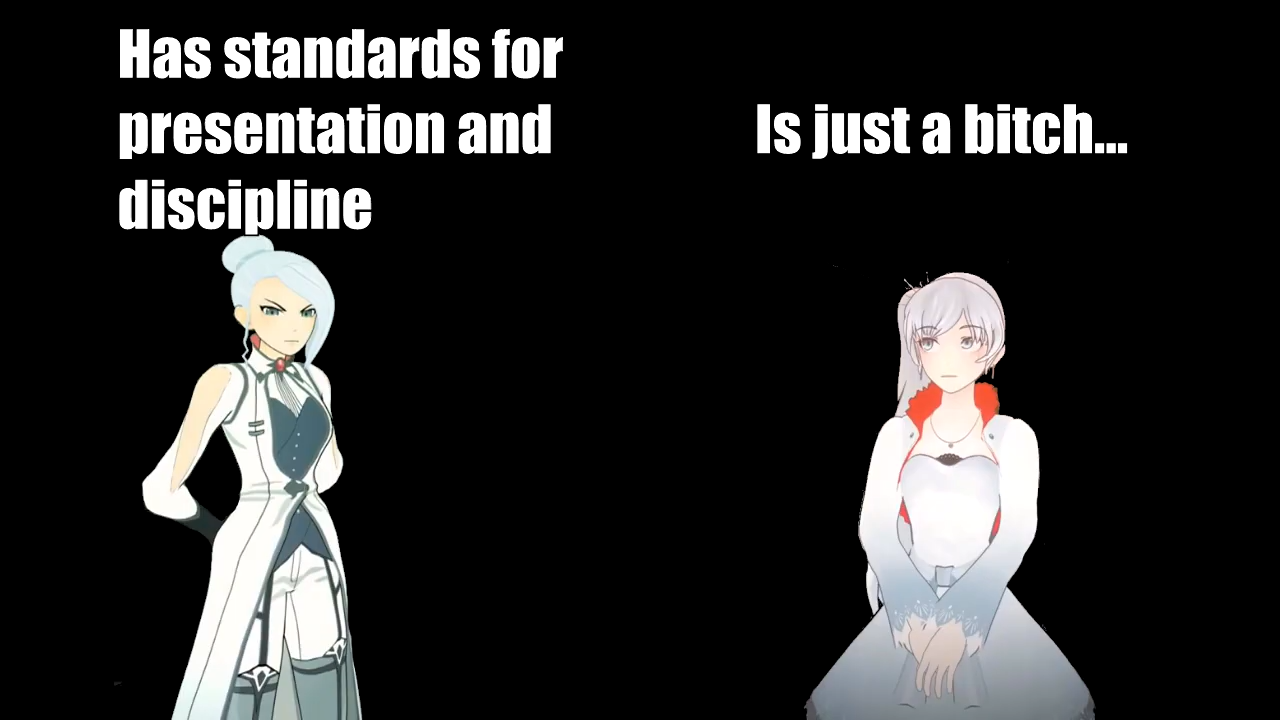 Has standards for
presentation and
discipline
Is just a bitch...